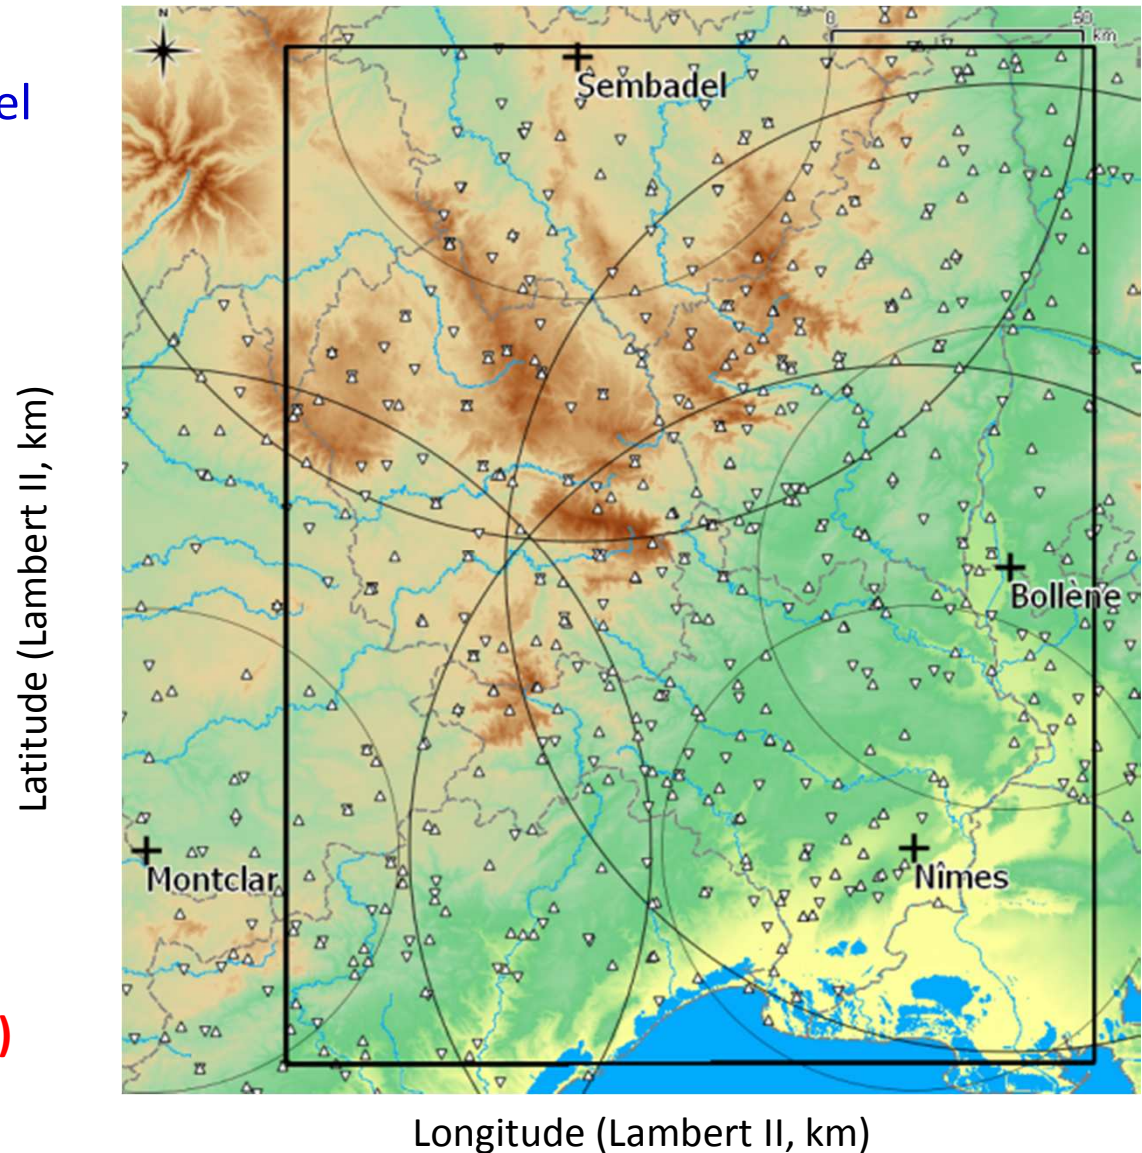 N
0 50
km
Sembadel
el
Bollène
Montclar
Nîmes
)
Latitude (Lambert II, km)
Longitude (Lambert II, km)